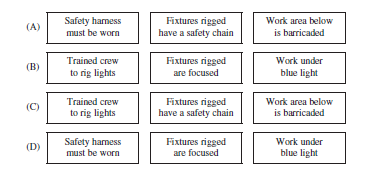 (A) Safety harness must be worn Fixtures rigged have a safety chain Work area below is barricaded
(B) Trained crew to rig lights Fixtures rigged are focused Work under blue light
(C) Trained crew to rig lights Fixtures rigged have a safety chain Work area below is barricaded
(D) Safety harness must be worn Fixtures rigged are focused Work under blue light